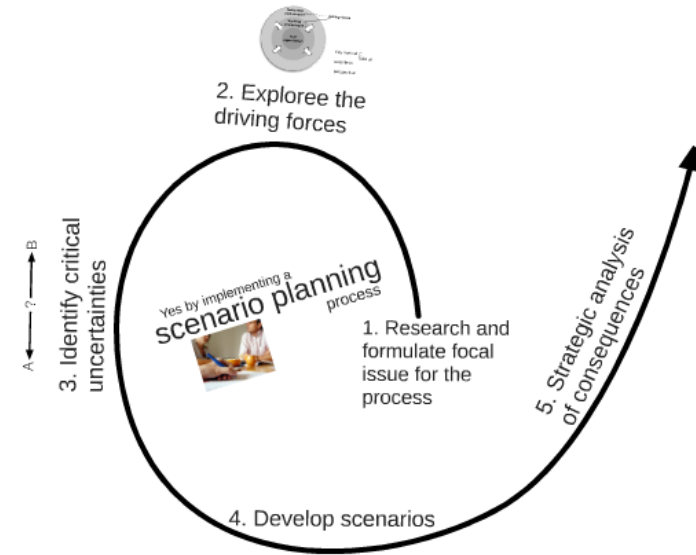 2. Exploree the
driving forces
B
?
A
3. Identify critical
uncertainties
Yes by implementing a
scenario planning
process
1. Research and
formulate focal
issue for the
process
4. Develop scenarios
5. Strategic analysis
of consequences